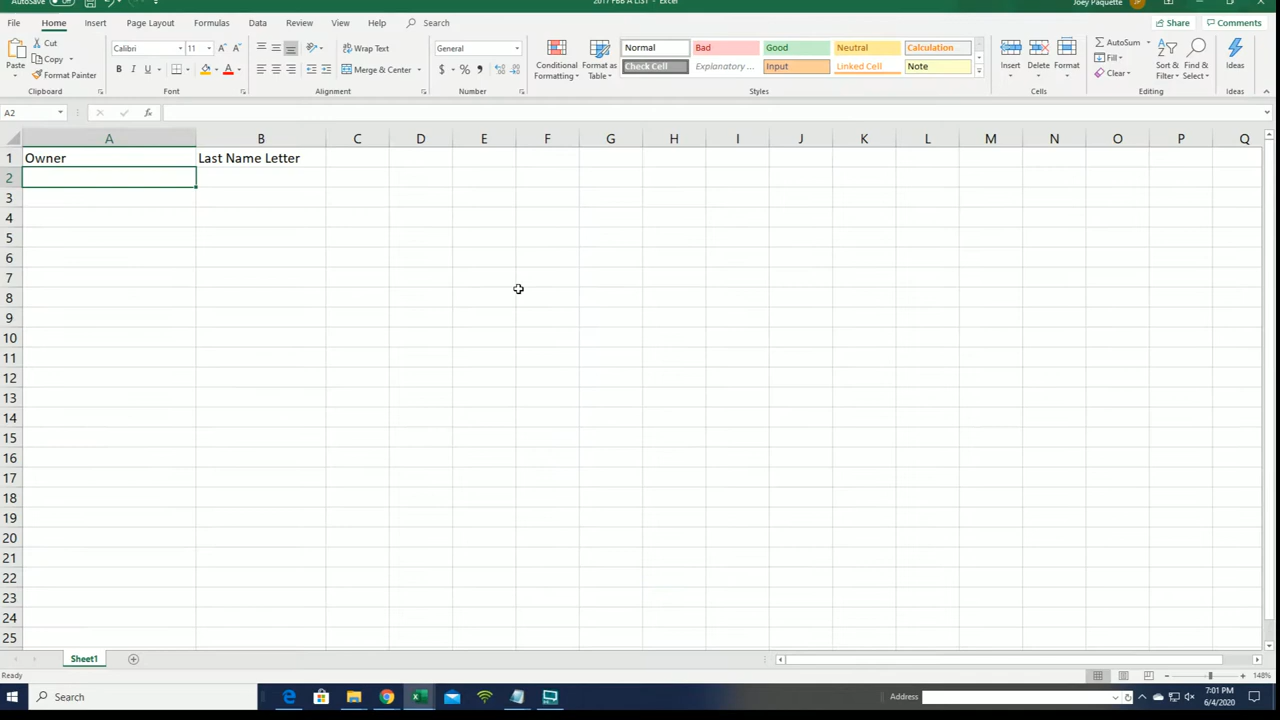 AutoSave
2017 FBB A LIST - Excel
Joey Paquette
JP
File Home Insert Page Layout Formulas Data Review View Help Search Share Comments
Paste
Cut
Copy
Format Painter
Clipboard
Calibri 11
B I U
Font
Wrap Text
Merge & Center
Alignment
General
$ % ,
Number
Conditional Formatting
Format as Table
Normal Bad Good Neutral Calculation
Check Cell Explanatory ... Input Linked Cell Note
Styles
Insert Delete Format
Cells
AutoSum
Fill
Clear
Sort & Filter
Find & Select
Editing
Ideas
Ideas
A2 fx
A B C D E F G H I J K L M N O P Q
1 Owner Last Name Letter
2
3
4
5
6
7
8
9
10
11
12
13
14
15
16
17
18
19
20
21
22
23
24
25
Sheet1
Ready
148%
Search
Address
7:01 PM
6/4/2020